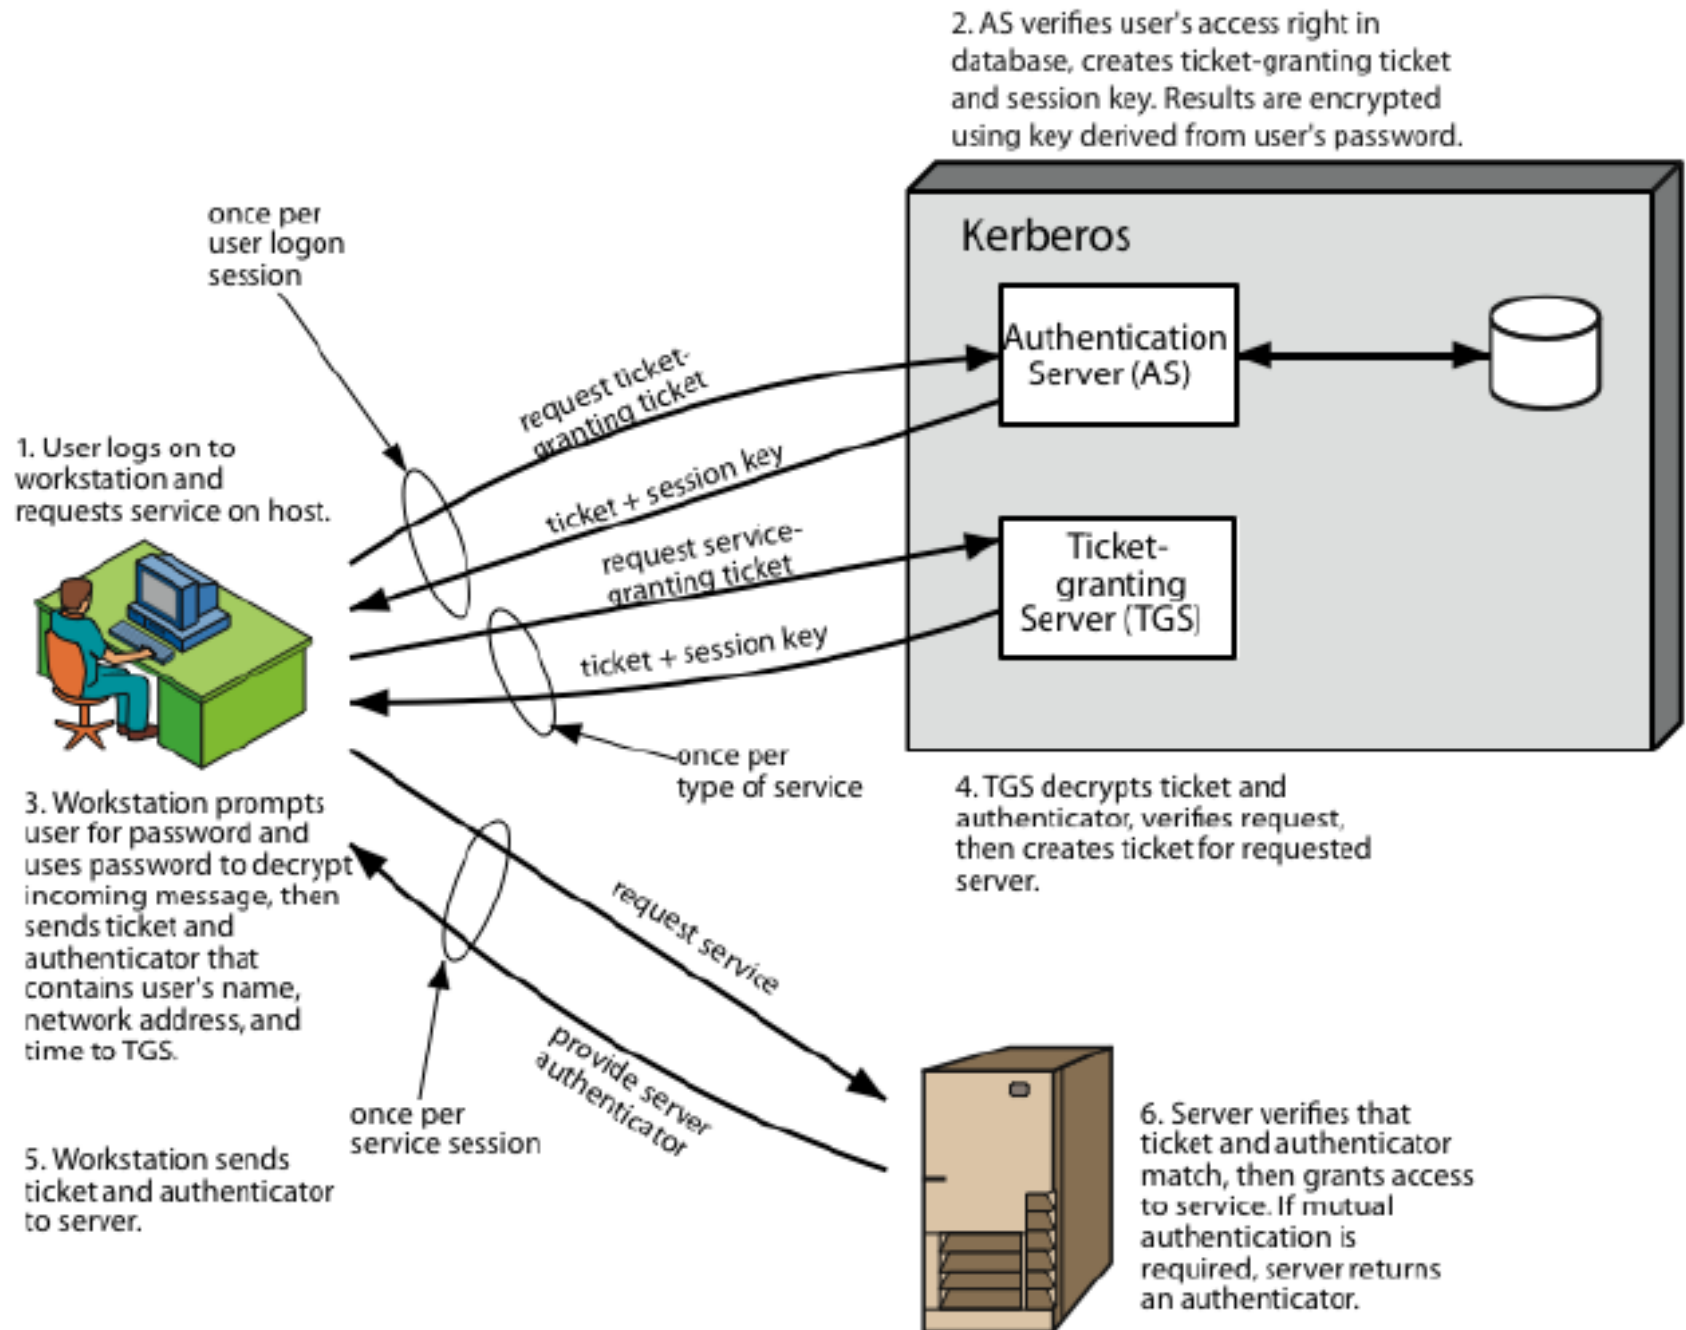 2. AS verifies user's access right in
database, creates ticket-granting ticket
and session key. Results are encrypted
using key derived from user's password.
once per
user logon
session
Kerberos
Authentication
Server (AS)
request ticket-
granting ticket
1. User logs on to
workstation and
requests service on host.
ticket + session key
request service-
granting ticket
Ticket-
granting
Server (TGS)
ticket + session key
once per
type of service
3. Workstation prompts
user for password and
uses password to decrypt
incoming message, then
sends ticket and
authenticator that
contains user's name,
network address, and
time to TGS.
4. TGS decrypts ticket and
authenticator, verifies request,
then creates ticket for requested
server.
request service
provide server
authenticator
once per
service session
5. Workstation sends
ticket and authenticator
to server.
6. Server verifies that
ticket and authenticator
match, then grants access
to service. If mutual
authentication is
required, server returns
an authenticator.